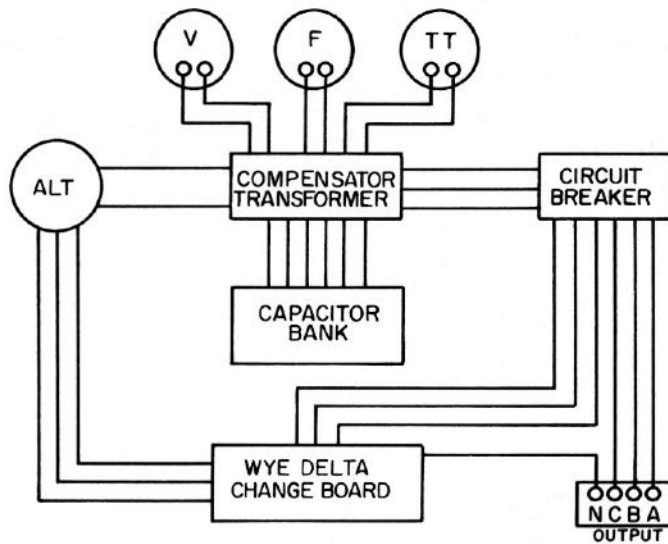 V
F
TT
ALT
COMPENSATOR
TRANSFORMER
CIRCUIT
BREAKER
CAPACITOR
BANK
WYE DELTA
CHANGE BOARD
N C B A
OUTPUT